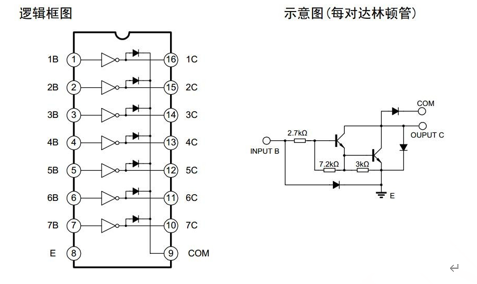 逻辑框图
示意图(每对达林顿管)
1B 1 16 1C
2B 2 15 2C
3B 3 14 3C
4B 4 13 4C
5B 5 12 5C
6B 6 11 6C
7B 7 10 7C
E 8 9 COM
COM
2.7kΩ
OUPUT C
INPUT B
7.2kΩ 3kΩ
E